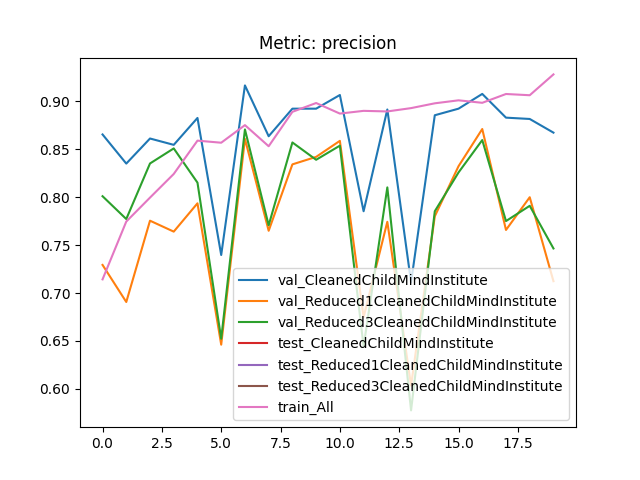 Metric: precision
0.90
0.85
0.80
0.75
0.70
0.65
0.60
val_CleanedChildMindInstitute
val_Reduced1CleanedChildMindInstitute
val_Reduced3CleanedChildMindInstitute
test_CleanedChildMindInstitute
test_Reduced1CleanedChildMindInstitute
test_Reduced3CleanedChildMindInstitute
train_All
0.0 2.5 5.0 7.5 10.0 12.5 15.0 17.5